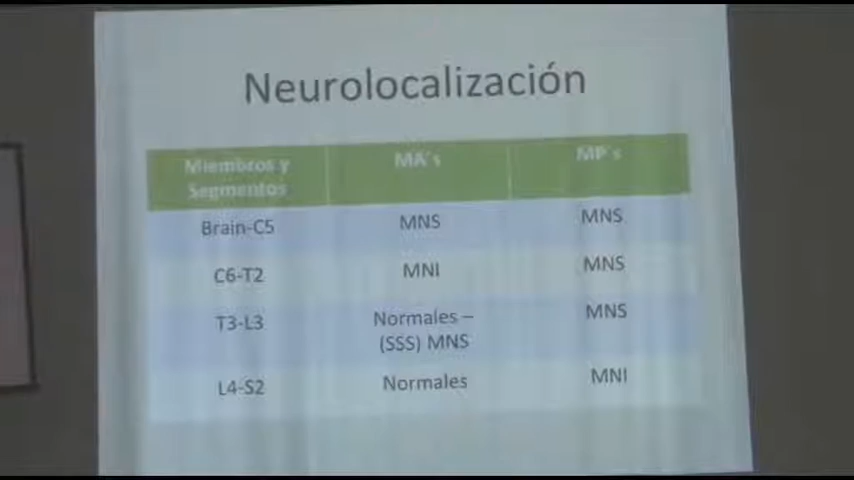 Neurolocalización
Miembros y
Segmentos
MA's
MP's
Brain-C5
MNS
MNS
C6-T2
MNI
MNS
T3-L3
Normales –
(SSS) MNS
MNS
L4-S2
Normales
MNI